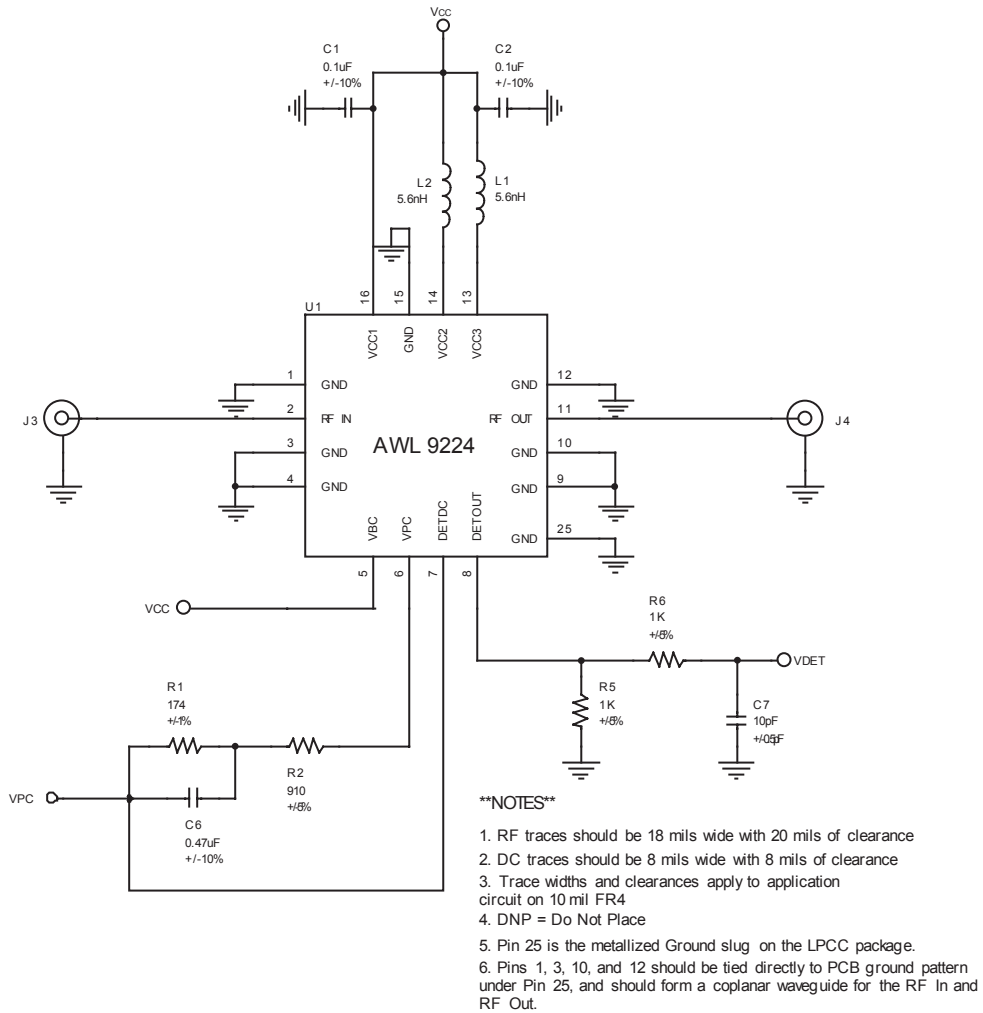 Vcc
C1
0.1uF
+/-10%
C2
0.1uF
+/-10%
L2
5.6nH
L1
5.6nH
16
15
14
13
U1
VCC1
GND
VCC2
VCC3
1
GND
GND
12
J3
2
RF IN
RF OUT
11
J4
AWL 9224
3
GND
GND
10
4
GND
GND
9
VBC
VPC
DETDC
DETOUT
GND
25
5
6
7
8
VCC
R6
1K
+/-5%
VDET
R1
174
+/-1%
R5
1K
+/-5%
C7
10pF
+/-05pF
R2
910
+/-5%
VPC
C6
0.47uF
+/-10%
**NOTES**
1. RF traces should be 18 mils wide with 20 mils of clearance
2. DC traces should be 8 mils wide with 8 mils of clearance
3. Trace widths and clearances apply to application
circuit on 10 mil FR4
4. DNP = Do Not Place
5. Pin 25 is the metallized Ground slug on the LPCC package.
6. Pins 1, 3, 10, and 12 should be tied directly to PCB ground pattern
under Pin 25, and should form a coplanar waveguide for the RF In and
RF Out.